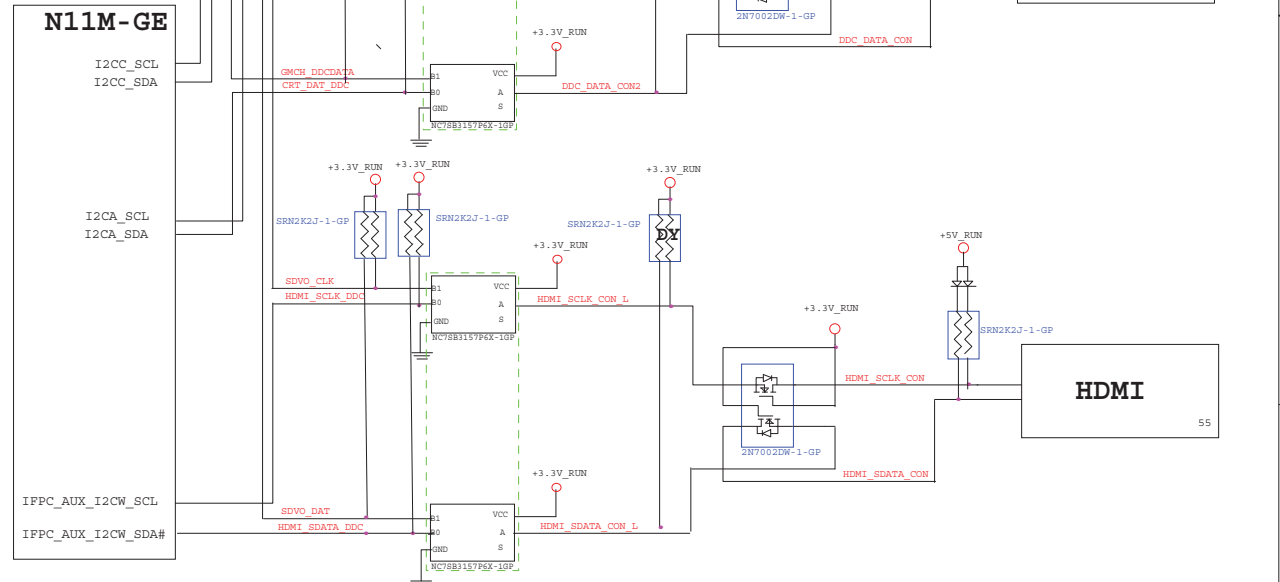 N11M-GE
2N7002DW-1-GP
+3.3V_RUN
DDC_DATA_CON
I2CC_SCL
GMCH_DDCDATA
B1
VCC
I2CC_SDA
CRT_DAT_DDC
B0
A
DDC_DATA_CON2
GND
S
NC7SB3157P6X-1GP
+3.3V_RUN
+3.3V_RUN
+3.3V_RUN
I2CA_SCL
SRN2K2J-1-GP
SRN2K2J-1-GP
SRN2K2J-1-GP
I2CA_SDA
DY
+5V_RUN
+3.3V_RUN
SDVO_CLK
B1
VCC
HDMI_SCLK_DDC
B0
A
HDMI_SCLK_CON_L
+3.3V_RUN
GND
S
SRN2K2J-1-GP
NC7SB3157P6X-1GP
HDMI_SCLK_CON
HDMI
55
2N7002DW-1-GP
+3.3V_RUN
HDMI_SDATA_CON
IFPC_AUX_I2CW_SCL
SDVO_DAT
B1
VCC
IFPC_AUX_I2CW_SDA#
HDMI_SDATA_DDC
B0
A
HDMI_SDATA_CON_L
GND
S
NC7SB3157P6X-1GP